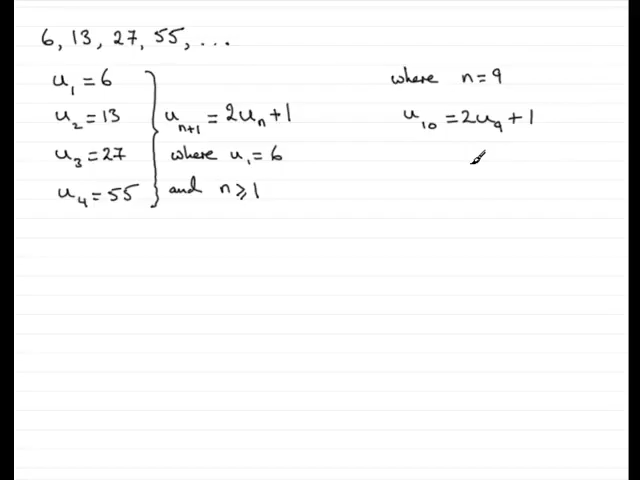 6, 13, 27, 55, ...
u₁ = 6
u₂ = 13
u₃ = 27
u₄ = 55
uₙ₊₁ = 2uₙ + 1
where u₁ = 6
and n ⩾ 1
where n = 9
u₁₀ = 2u₉ + 1